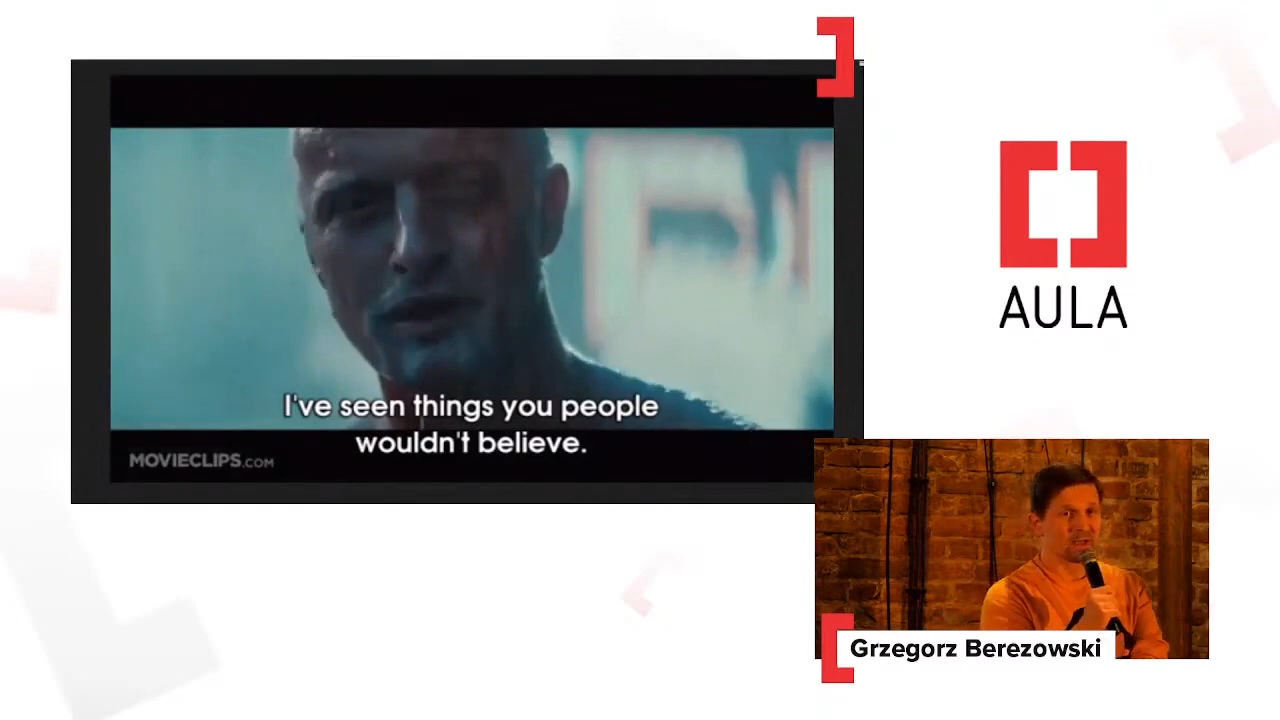 I've seen things you people
wouldn't believe.
MOVIECLIPS.COM
AULA
Grzegorz Berezowski